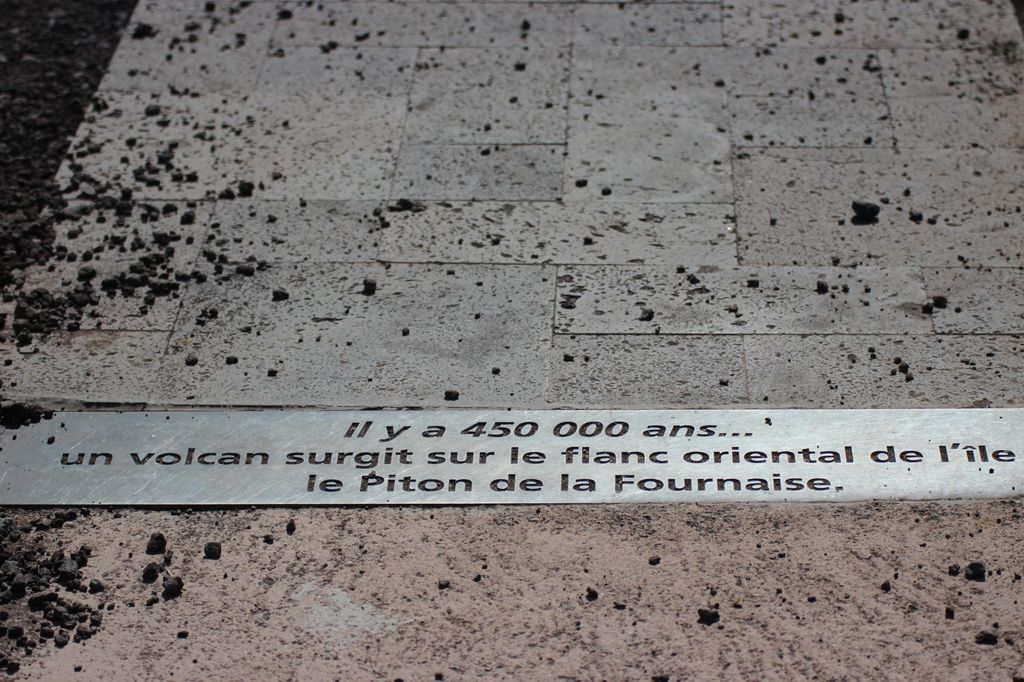 Il y a 450 000 ans...
un volcan surgit sur le flanc oriental de l'île
le Piton de la Fournaise.